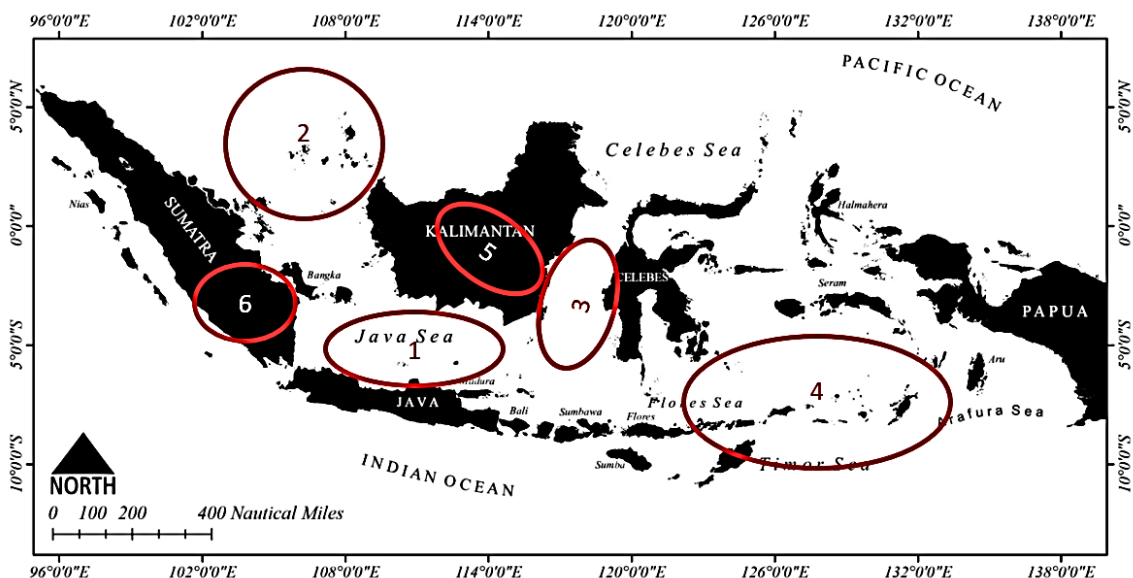 96°0'0"E 102°0'0"E 108°0'0"E 114°0'0"E 120°0'0"E 126°0'0"E 132°0'0"E 138°0'0"E
PACIFIC OCEAN
5°0'0"N 5°0'0"N
2
Celebes Sea
Nias
SUMATRA
Halmahera
0°0'0" 0°0'0"
KALIMANTAN
5
Bangka
CELEBES
Seram
6
3
PAPUA
Java Sea
1
5°0'0"S 5°0'0"S
Aru
Madura
4
JAVA
Flores Sea
Bali
Sumbawa
Flores
Arafura Sea
INDIAN OCEAN
Sumba
Timor Sea
10°0'0"S 10°0'0"S
NORTH
0 100 200 400 Nautical Miles
96°0'0"E 102°0'0"E 108°0'0"E 114°0'0"E 120°0'0"E 126°0'0"E 132°0'0"E 138°0'0"E